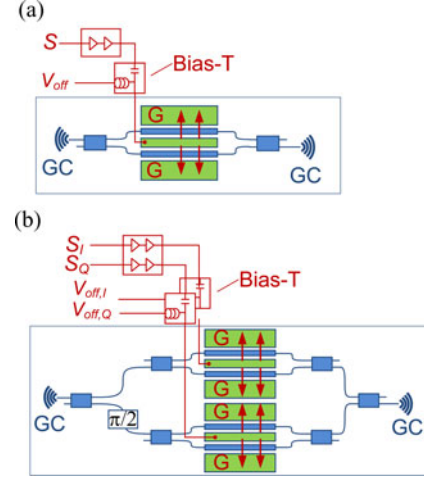 (a)
S
V_off
Bias-T
G
GC
GC
G
(b)
S_I
S_Q
V_off,I
Bias-T
V_off,Q
G
G
GC
GC
π/2
G
G